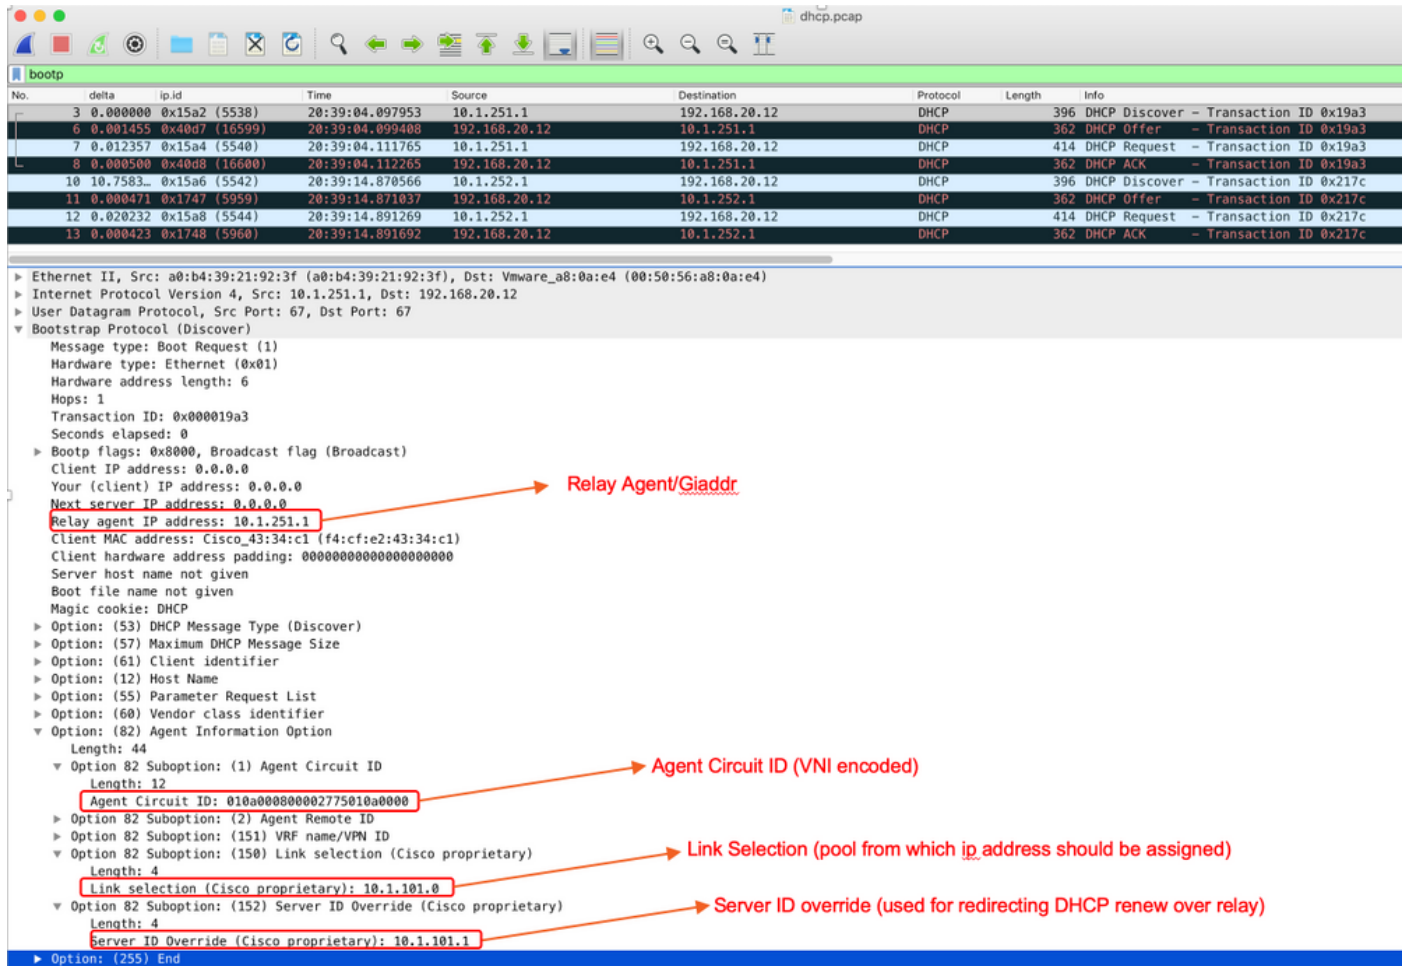 dhcp.pcap
bootp
No. delta ip.id Time Source Destination Protocol Length Info
3 0.000000 0x15a2 (5538) 20:39:04.097953 10.1.251.1 192.168.20.12 DHCP 396 DHCP Discover – Transaction ID 0x19a3
6 0.001455 0x40d7 (16599) 20:39:04.099408 192.168.20.12 10.1.251.1 DHCP 362 DHCP Offer – Transaction ID 0x19a3
7 0.012357 0x15a4 (5540) 20:39:04.111765 10.1.251.1 192.168.20.12 DHCP 414 DHCP Request – Transaction ID 0x19a3
8 0.000500 0x40d8 (16600) 20:39:04.112265 192.168.20.12 10.1.251.1 DHCP 362 DHCP ACK – Transaction ID 0x19a3
10 10.7583… 0x15a6 (5542) 20:39:14.870566 10.1.252.1 192.168.20.12 DHCP 396 DHCP Discover – Transaction ID 0x217c
11 0.000471 0x1747 (5959) 20:39:14.871037 192.168.20.12 10.1.252.1 DHCP 362 DHCP Offer – Transaction ID 0x217c
12 0.020232 0x15a8 (5544) 20:39:14.891269 10.1.252.1 192.168.20.12 DHCP 414 DHCP Request – Transaction ID 0x217c
13 0.000423 0x1748 (5960) 20:39:14.891692 192.168.20.12 10.1.252.1 DHCP 362 DHCP ACK – Transaction ID 0x217c
Ethernet II, Src: a0:b4:39:21:92:3f (a0:b4:39:21:92:3f), Dst: Vmware_a8:0a:e4 (00:50:56:a8:0a:e4)
Internet Protocol Version 4, Src: 10.1.251.1, Dst: 192.168.20.12
User Datagram Protocol, Src Port: 67, Dst Port: 67
Bootstrap Protocol (Discover)
Message type: Boot Request (1)
Hardware type: Ethernet (0x01)
Hardware address length: 6
Hops: 1
Transaction ID: 0x000019a3
Seconds elapsed: 0
Bootp flags: 0x8000, Broadcast flag (Broadcast)
Client IP address: 0.0.0.0
Your (client) IP address: 0.0.0.0
Relay Agent/Giaddr
Next server IP address: 0.0.0.0
Relay agent IP address: 10.1.251.1
Client MAC address: Cisco_43:34:c1 (f4:cf:e2:43:34:c1)
Client hardware address padding: 00000000000000000000
Server host name not given
Boot file name not given
Magic cookie: DHCP
Option: (53) DHCP Message Type (Discover)
Option: (57) Maximum DHCP Message Size
Option: (61) Client identifier
Option: (12) Host Name
Option: (55) Parameter Request List
Option: (60) Vendor class identifier
Option: (82) Agent Information Option
Length: 44
Option 82 Suboption: (1) Agent Circuit ID
Agent Circuit ID (VNI encoded)
Length: 12
Agent Circuit ID: 010a000800002775010a0000
Option 82 Suboption: (2) Agent Remote ID
Option 82 Suboption: (151) VRF name/VPN ID
Option 82 Suboption: (150) Link selection (Cisco proprietary)
Link Selection (pool from which ip address should be assigned)
Length: 4
Link selection (Cisco proprietary): 10.1.101.0
Option 82 Suboption: (152) Server ID Override (Cisco proprietary)
Server ID override (used for redirecting DHCP renew over relay)
Length: 4
Server ID Override (Cisco proprietary): 10.1.101.1
Option: (255) End